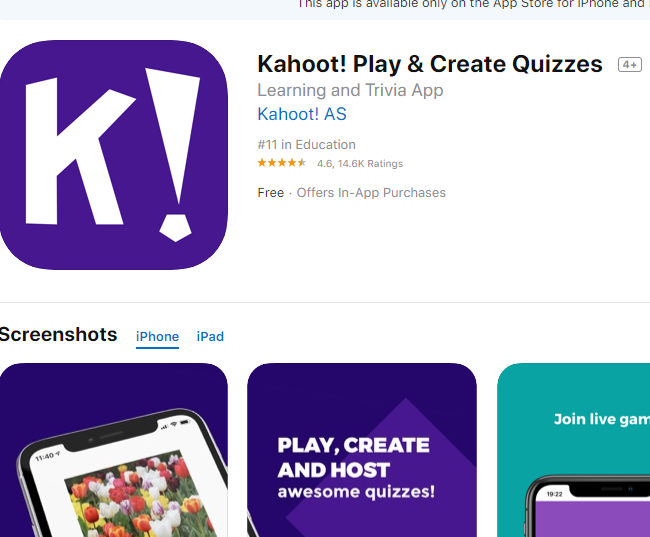 This app is available only on the App Store for iPhone and
K!
Kahoot! Play & Create Quizzes 4+
Learning and Trivia App
Kahoot! AS
#11 in Education
4.6, 14.6K Ratings
Free · Offers In-App Purchases
Screenshots iPhone iPad
11:40
PLAY, CREATE
AND HOST
awesome quizzes!
Join live gam
19:22